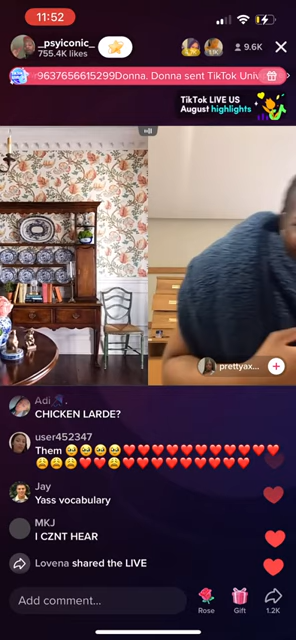 11:52
_psyiconic_
755.4K likes
9.6K
9637656615299Donna. Donna sent TikTok Univ
TikTok LIVE US
August highlights
prettyax...
Adi
CHICKEN LARDE?
user452347
Them 🥹🥹🥹🥹❤️❤️❤️❤️❤️❤️❤️❤️❤️❤️❤️
😩😩😩❤️❤️😩❤️❤️❤️❤️❤️❤️❤️❤️❤️
Jay
Yass vocabulary
MKJ
I CZNT HEAR
Lovena shared the LIVE
Add comment...
Rose
Gift
1.2K